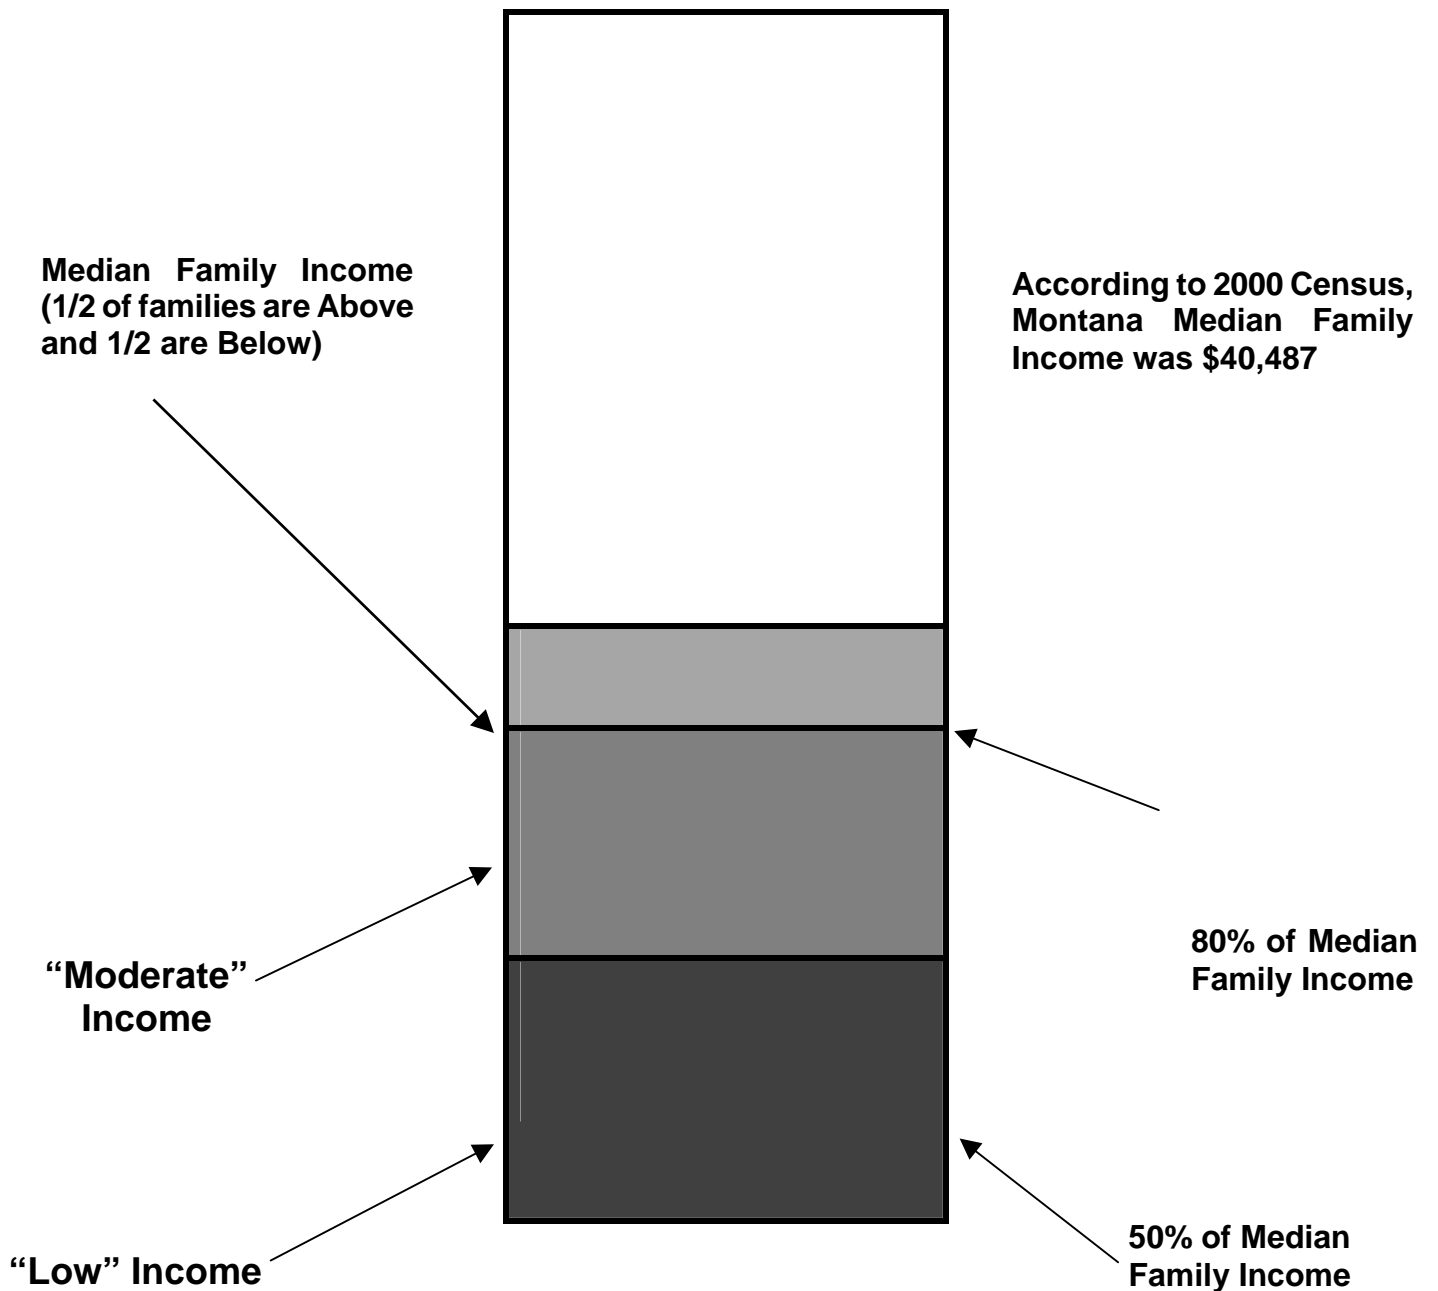 Median Family Income
(1/2 of families are Above
and 1/2 are Below)
According to 2000 Census,
Montana Median Family
Income was $40,487
“Moderate”
Income
80% of Median
Family Income
“Low” Income
50% of Median
Family Income